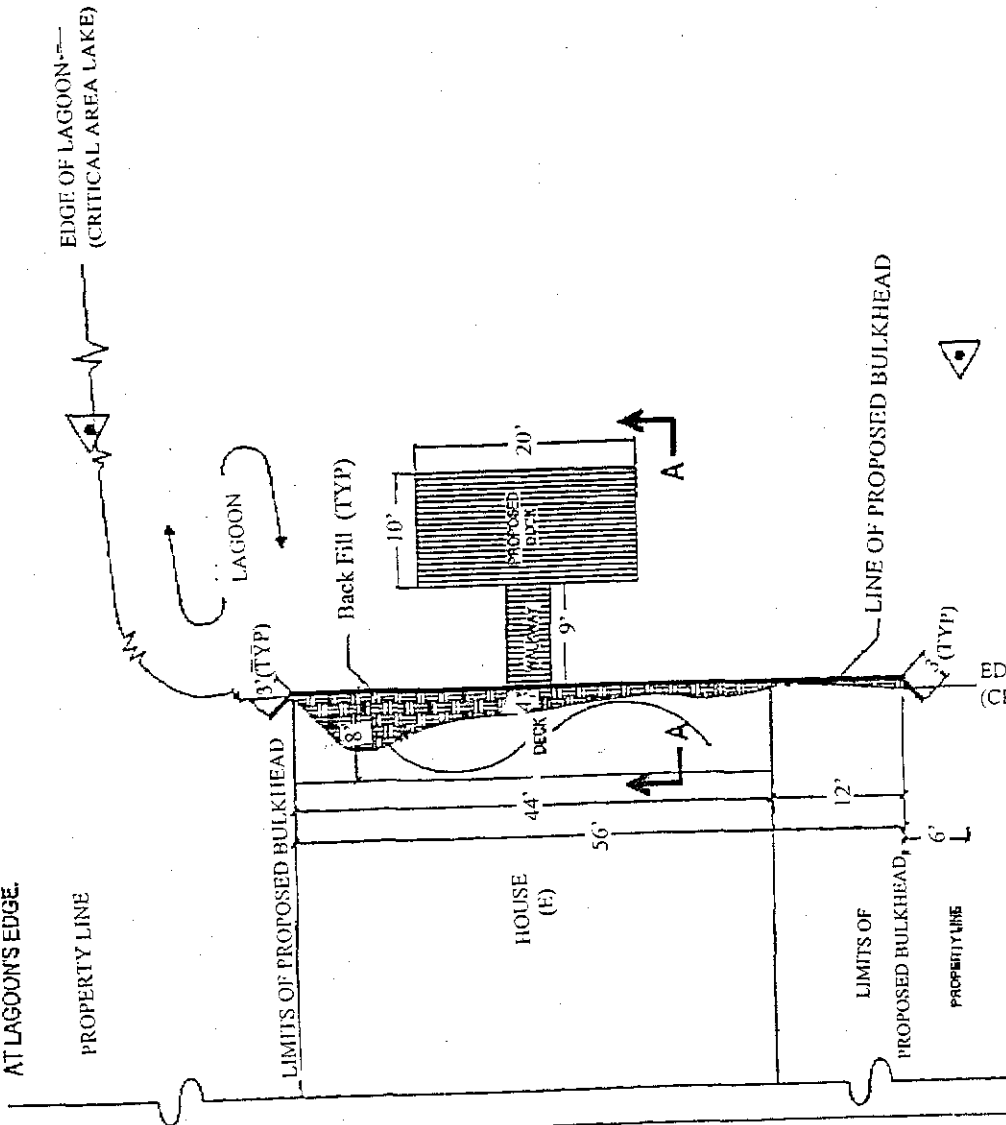 AT LAGOON'S EDGE.
PROPERTY LINE
LIMITS OF PROPOSED BULKHEAD
HOUSE
(E)
LIMITS OF
PROPOSED BULKHEAD
PROPERTY LINE
56'
44'
12'
6'
8'
4'
DECK
A
3'(TYP)
LAGOON
EDGE OF LAGOON
(CRITICAL AREA LAKE)
Back Fill (TYP)
WALKWAY
9'
PROPOSED
DECK
10'
20'
A
LINE OF PROPOSED BULKHEAD
3'(TYP)
ED
(CR